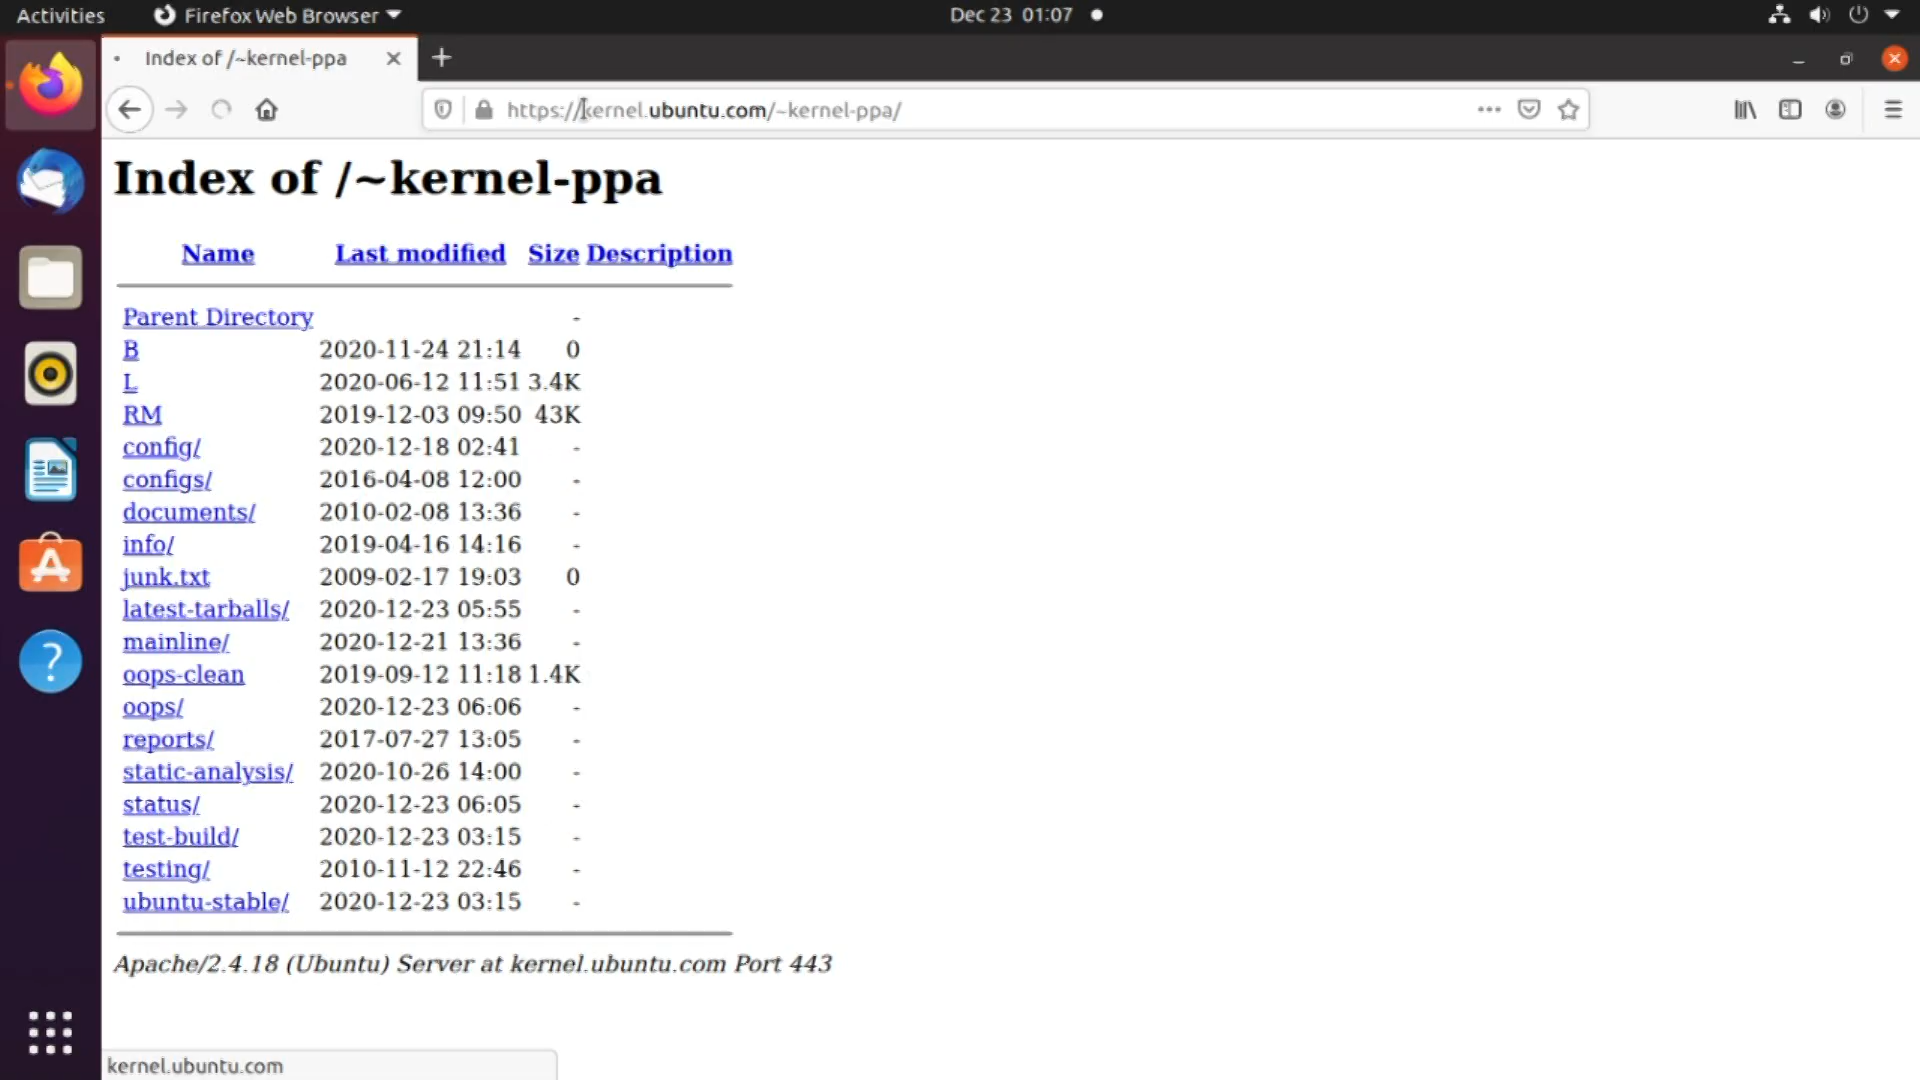 Activities Firefox Web Browser Dec 23 01:07
Index of /~kernel-ppa
https://kernel.ubuntu.com/~kernel-ppa/
Index of /~kernel-ppa
Name Last modified Size Description
Parent Directory -
B 2020-11-24 21:14 0
L 2020-06-12 11:51 3.4K
RM 2019-12-03 09:50 43K
config/ 2020-12-18 02:41 -
configs/ 2016-04-08 12:00 -
documents/ 2010-02-08 13:36 -
info/ 2019-04-16 14:16 -
junk.txt 2009-02-17 19:03 0
latest-tarballs/ 2020-12-23 05:55 -
mainline/ 2020-12-21 13:36 -
oops-clean 2019-09-12 11:18 1.4K
oops/ 2020-12-23 06:06 -
reports/ 2017-07-27 13:05 -
static-analysis/ 2020-10-26 14:00 -
status/ 2020-12-23 06:05 -
test-build/ 2020-12-23 03:15 -
testing/ 2010-11-12 22:46 -
ubuntu-stable/ 2020-12-23 03:15 -
Apache/2.4.18 (Ubuntu) Server at kernel.ubuntu.com Port 443
kernel.ubuntu.com